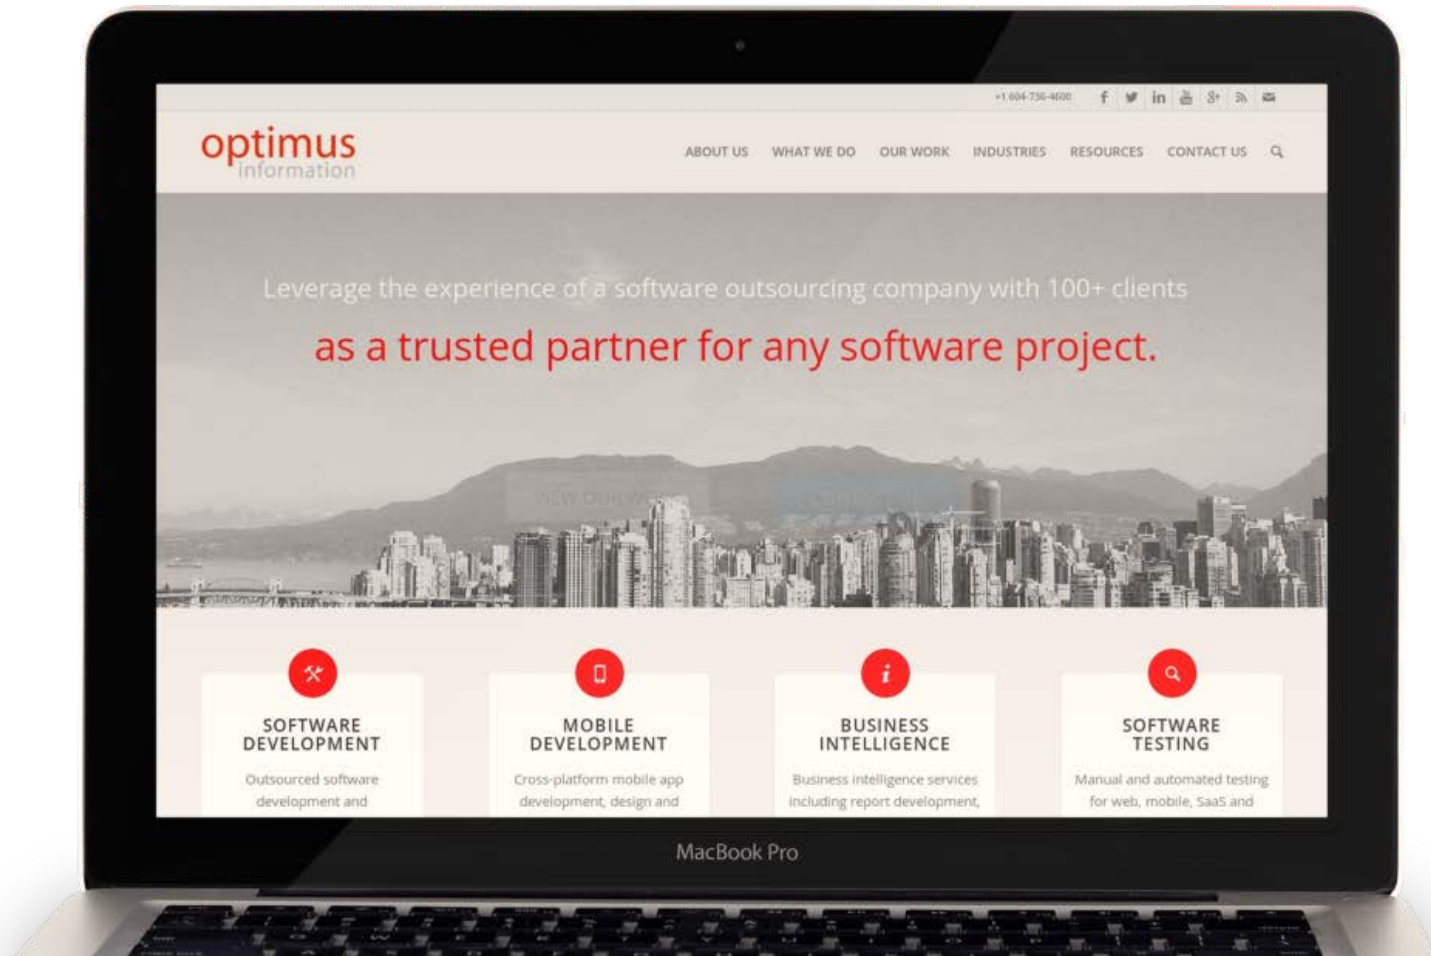 +1 604-736-4600
optimus
information
ABOUT US WHAT WE DO OUR WORK INDUSTRIES RESOURCES CONTACT US
Leverage the experience of a software outsourcing company with 100+ clients
as a trusted partner for any software project.
VIEW OUR WORK
SOFTWARE
DEVELOPMENT
Outsourced software
development and
MOBILE
DEVELOPMENT
Cross-platform mobile app
development, design and
BUSINESS
INTELLIGENCE
Business intelligence services
including report development,
SOFTWARE
TESTING
Manual and automated testing
for web, mobile, SaaS and
MacBook Pro